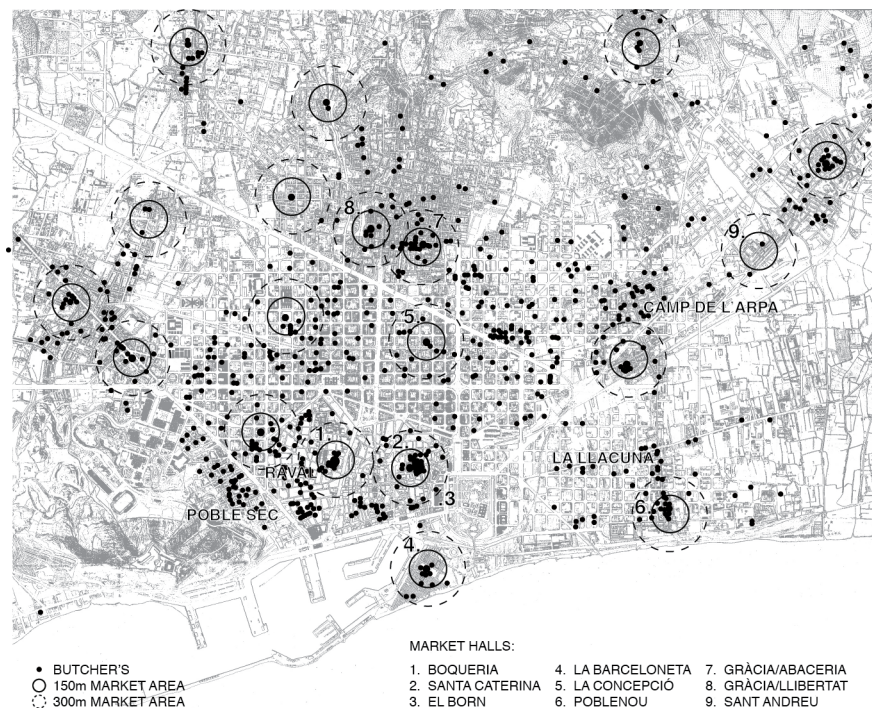 8.
7
9.
CAMP DE L'ARPA
5
1
2.
RAVAL
LA LLACUNA
3
6.
POBLE SEC
4.
MARKET HALLS:
BUTCHER'S
150m MARKET AREA
300m MARKET AREA
1. BOQUERIA
2. SANTA CATERINA
3. EL BORN
4. LA BARCELONETA
5. LA CONCEPCIÓ
6. POBLENOU
7. GRÀCIA/ABACERIA
8. GRÀCIA/LLIBERTAT
9. SANT ANDREU